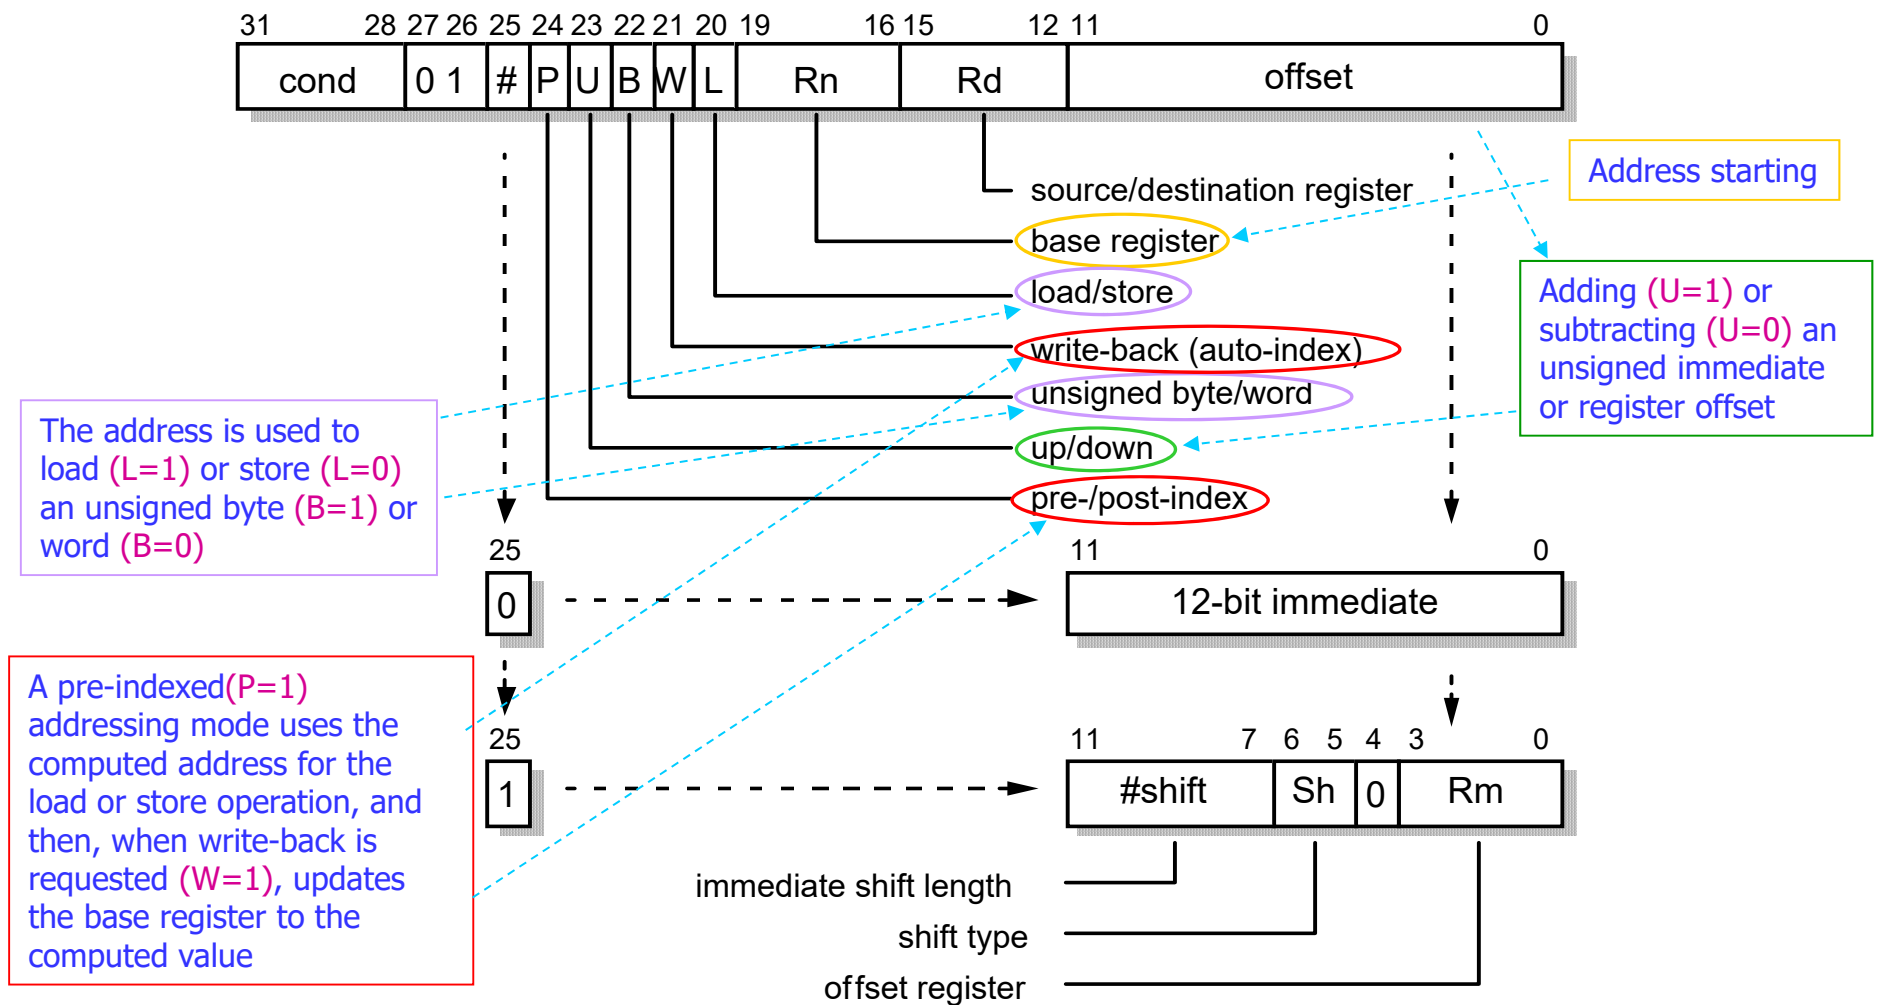 31 28 27 26 25 24 23 22 21 20 19 16 15 12 11 0
cond 0 1 # P U B W L Rn Rd offset
source/destination register
base register
load/store
write-back (auto-index)
unsigned byte/word
up/down
pre-/post-index
Address starting
Adding (U=1) or
subtracting (U=0) an
unsigned immediate
or register offset
The address is used to
load (L=1) or store (L=0)
an unsigned byte (B=1) or
word (B=0)
25 11 0
0 12-bit immediate
A pre-indexed(P=1)
addressing mode uses the
computed address for the
load or store operation, and
then, when write-back is
requested (W=1), updates
the base register to the
computed value
25 11 7 6 5 4 3 0
1 #shift Sh 0 Rm
immediate shift length
shift type
offset register